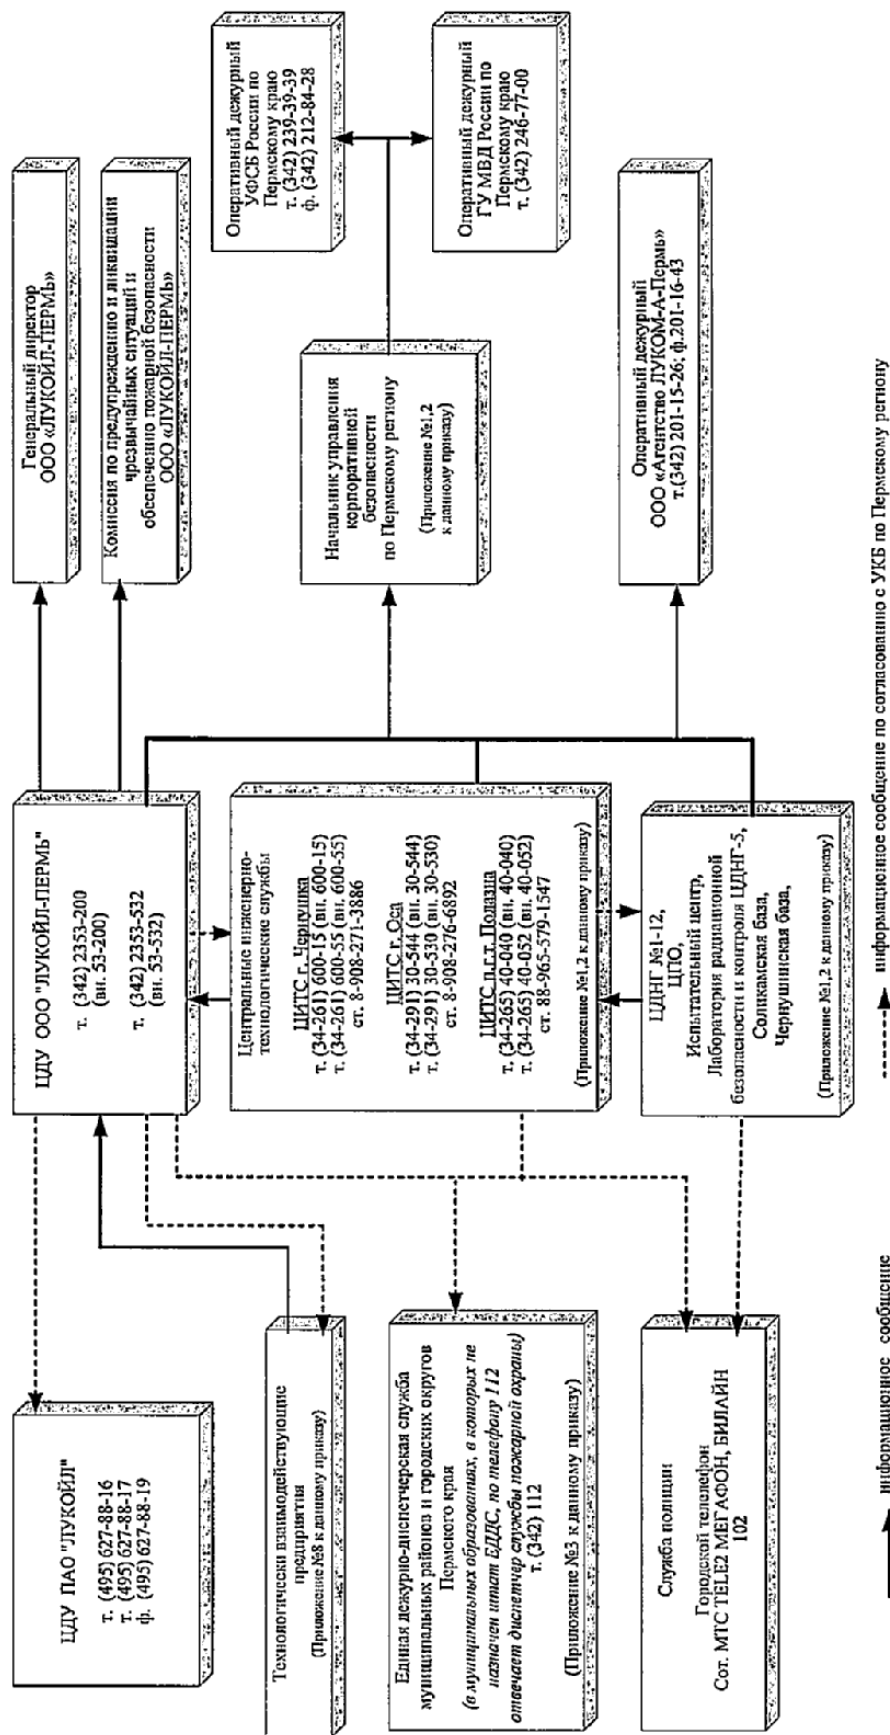 ЦДУ ПАО "ЛУКОЙЛ"
т. (495) 627-88-16
т. (495) 627-88-17
ф. (495) 627-88-19
ЦДУ ООО "ЛУКОЙЛ-ПЕРМЬ"
т. (342) 2353-200
(вн. 53-200)
т. (342) 2353-532
(вн. 53-532)
Генеральный директор
ООО «ЛУКОЙЛ-ПЕРМЬ»
Комиссия по предупреждению и ликвидации
чрезвычайных ситуаций и
обеспечению пожарной безопасности
ООО «ЛУКОЙЛ-ПЕРМЬ»
Оперативный дежурный
УФСБ России по
Пермскому краю
т. (342) 239-39-39
ф. (342) 212-84-28
Технологически взаимодействующие
предприятия
(Приложение №8 к данному приказу)
Центральные инженерно-
технологические службы
ЦИТС г. Чернушка
т. (34-261) 600-15 (вн. 600-15)
т. (34-261) 600-55 (вн. 600-55)
ст. 8-908-271-3886
ЦИТС г. Оса
т. (34-291) 30-544 (вн. 30-544)
т. (34-291) 30-530 (вн. 30-530)
ст. 8-908-276-6892
ЦИТС п.г.т. Полазна
т. (34-265) 40-040 (вн. 40-040)
т. (34-265) 40-052 (вн. 40-052)
ст. 88-965-579-1547
(Приложение №1,2 к данному приказу)
Начальник управления
корпоративной
безопасности
по Пермскому региону
(Приложение №1,2
к данному приказу)
Оперативный дежурный
ГУ МВД России по
Пермскому краю
т. (342) 246-77-00
Единая дежурно-диспетчерская служба
муниципальных районов и городских округов
Пермского края
(в муниципальных образованиях, в которых не
назначен штат ЕДДС, по телефону 112
отвечает диспетчер службы пожарной охраны)
т. (342) 112
(Приложение №3 к данному приказу)
Служба полиции
Городской телелефон
Сот. МТС TELE2 МЕГАФОН, БИЛАЙН
102
ЦДНГ №1-12,
ЦПО,
Испытательный центр,
Лаборатория радиационной
безопасности и контроля ЦДНГ-5,
Соликамская база,
Чернушинская база,
(Приложение №1,2 к данному приказу)
Оперативный дежурный
ООО «Агентство ЛУКОМ-А-Пермь»
т.(342) 201-15-26; ф.201-16-43
информационное сообщение
информационное сообщение по согласованию с УКБ по Пермскому региону